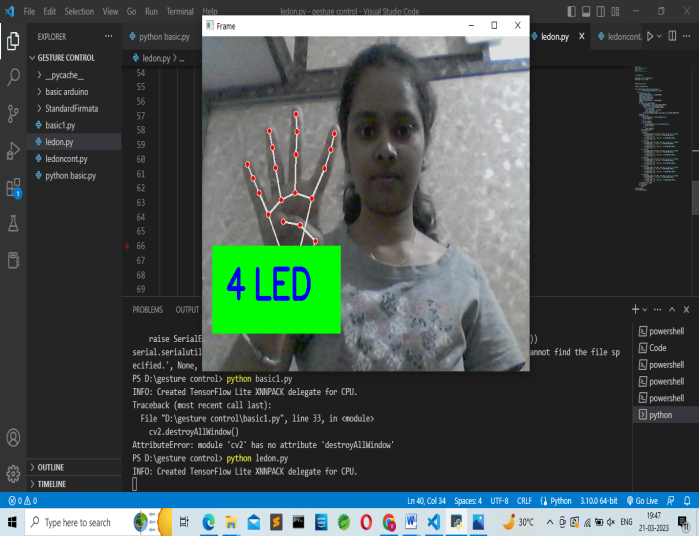 File Edit Selection View Go Run Terminal Help
ledon.py - gesture control - Visual Studio Code
Frame
EXPLORER
python basic.py
ledon.py
ledoncont.
GESTURE CONTROL
ledon.py > ...
__pycache__
basic arduino
StandardFirmata
basic1.py
ledon.py
ledoncont.py
python basic.py
54
55
56
57
58
59
60
61
62
63
64
65
66
67
68
69
4 LED
PROBLEMS OUTPUT
raise SerialE
))
serial.serialutil
annot find the file sp
ecified.', None,
PS D:\gesture control> python basic1.py
INFO: Created TensorFlow Lite XNNPACK delegate for CPU.
Traceback (most recent call last):
File "D:\gesture control\basic1.py", line 33, in <module>
cv2.destroyAllWindow()
AttributeError: module 'cv2' has no attribute 'destroyAllWindow'
PS D:\gesture control> python ledon.py
INFO: Created TensorFlow Lite XNNPACK delegate for CPU.
powershell
Code
powershell
powershell
powershell
python
1
OUTLINE
TIMELINE
0 0
Ln 40, Col 34 Spaces: 4 UTF-8 CRLF Python 3.10.0 64-bit Go Live
Type here to search
30°C
ENG
19:47
21-03-2023
11